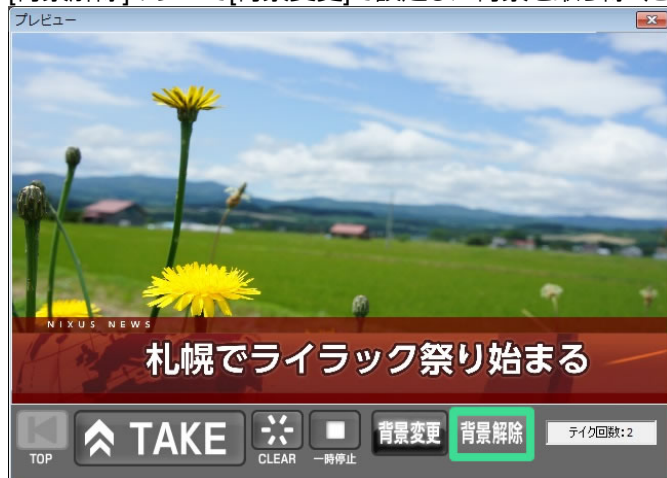 プレビュー
NIXUS NEWS
札幌でライラック祭り始まる
TAKE
背景変更
背景解除
テイク回数:2
TOP
CLEAR
一時停止